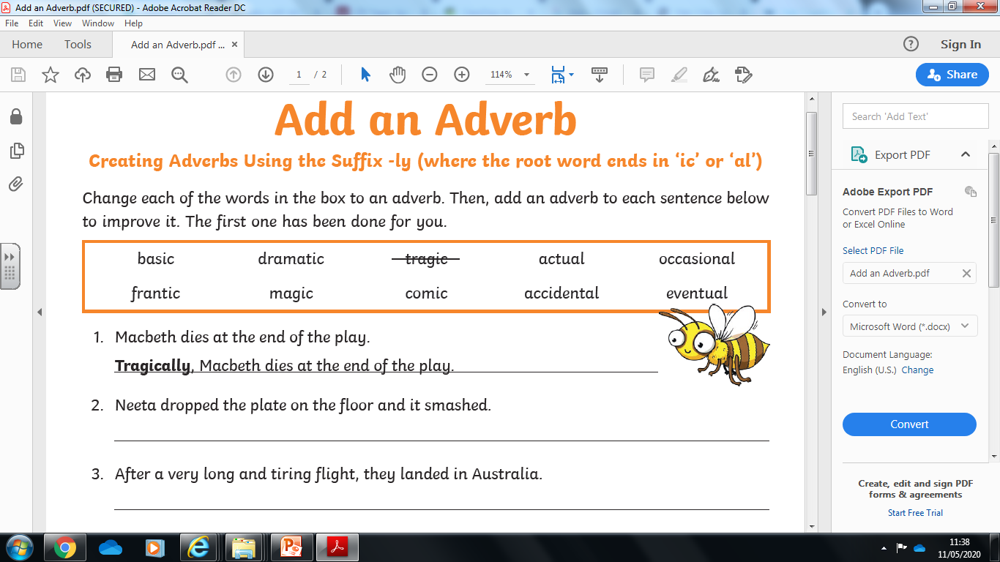 Add an Adverb.pdf (SECURED) - Adobe Acrobat Reader DC
File Edit View Window Help
Home Tools Add an Adverb.pdf ... × ? Sign In
1 / 2 114% Share
Add an Adverb
Creating Adverbs Using the Suffix -ly (where the root word ends in ‘ic’ or ‘al’)
Change each of the words in the box to an adverb. Then, add an adverb to each sentence below
to improve it. The first one has been done for you.
basic dramatic tragic actual occasional
frantic magic comic accidental eventual
1. Macbeth dies at the end of the play.
Tragically, Macbeth dies at the end of the play.
2. Neeta dropped the plate on the floor and it smashed.
3. After a very long and tiring flight, they landed in Australia.
Search 'Add Text'
Export PDF
Adobe Export PDF
Convert PDF Files to Word
or Excel Online
Select PDF File
Add an Adverb.pdf
Convert to
Microsoft Word (*.docx)
Document Language:
English (U.S.) Change
Convert
Create, edit and sign PDF
forms & agreements
Start Free Trial
11:38
11/05/2020